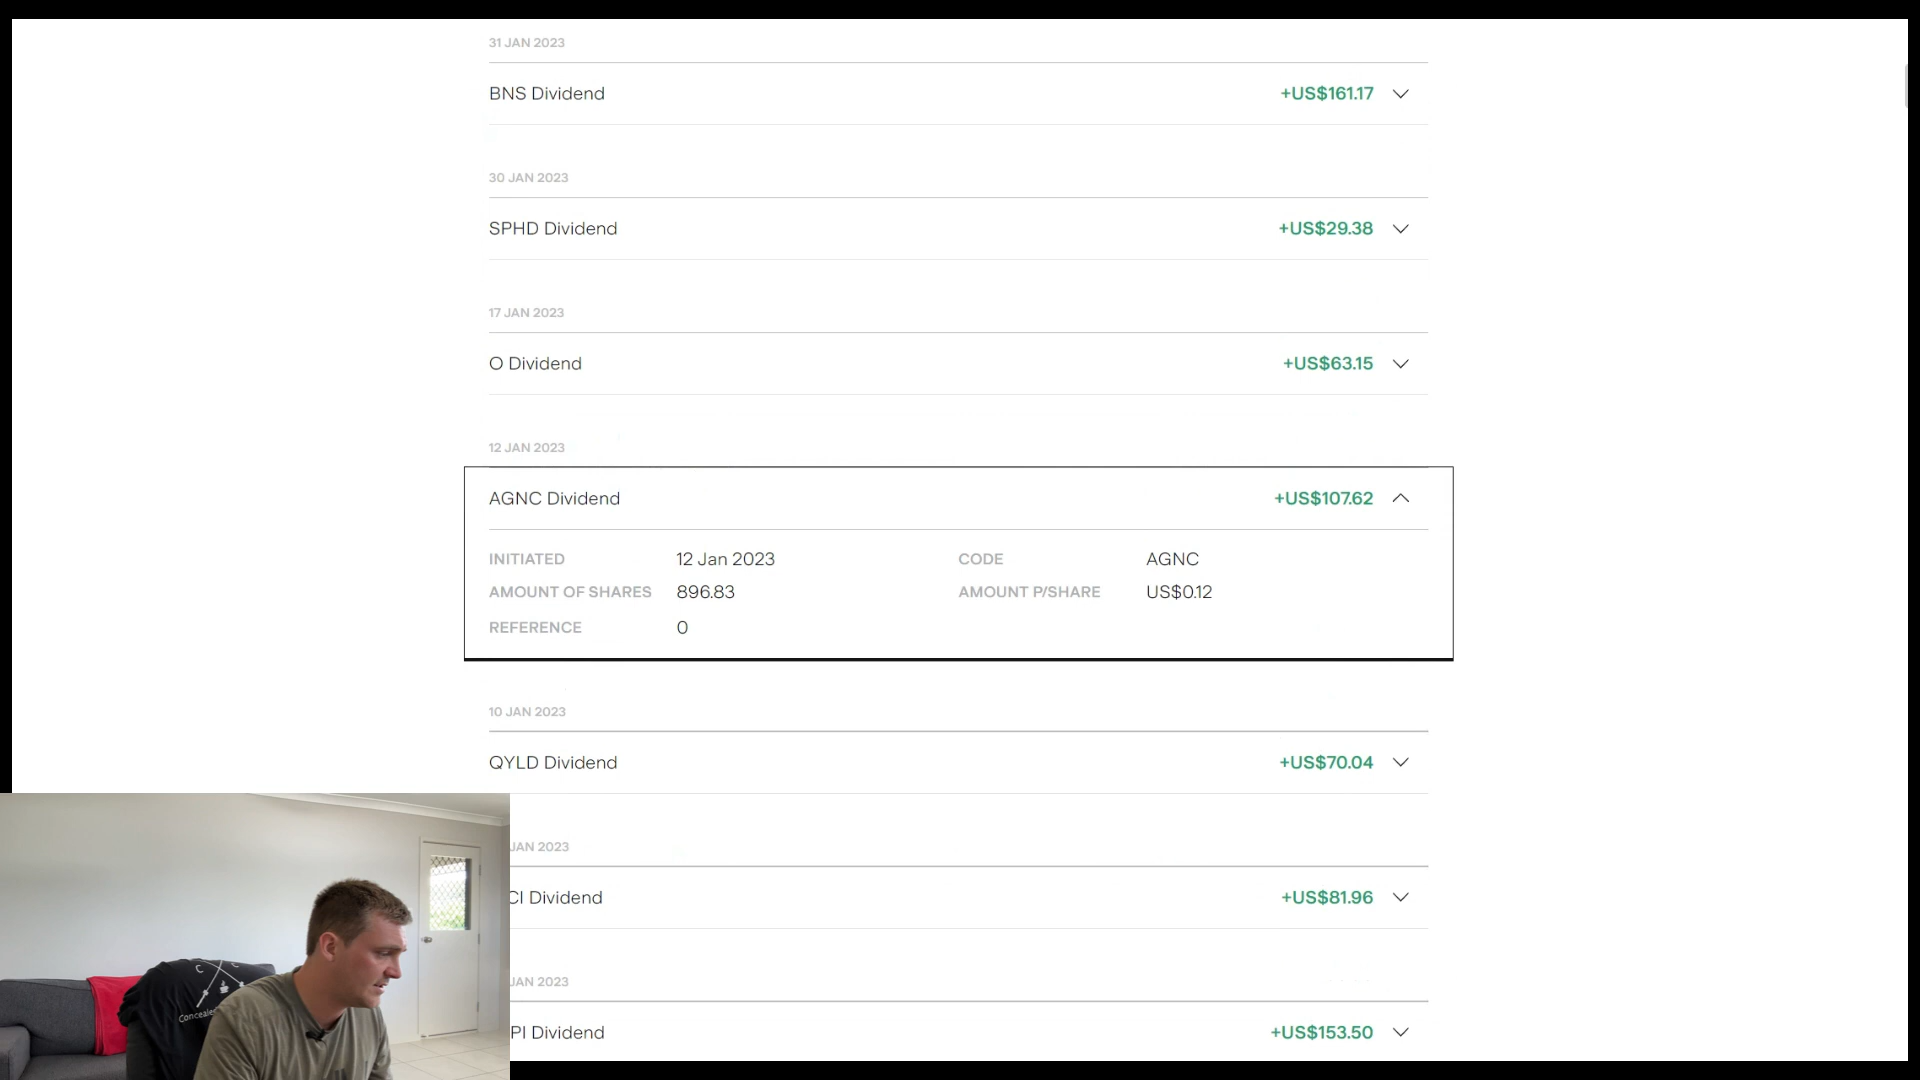 31 JAN 2023
BNS Dividend +US$161.17
30 JAN 2023
SPHD Dividend +US$29.38
17 JAN 2023
O Dividend +US$63.15
12 JAN 2023
AGNC Dividend +US$107.62
INITIATED 12 Jan 2023 CODE AGNC
AMOUNT OF SHARES 896.83 AMOUNT P/SHARE US$0.12
REFERENCE 0
10 JAN 2023
QYLD Dividend +US$70.04
JAN 2023
CI Dividend +US$81.96
JAN 2023
PI Dividend +US$153.50
C C